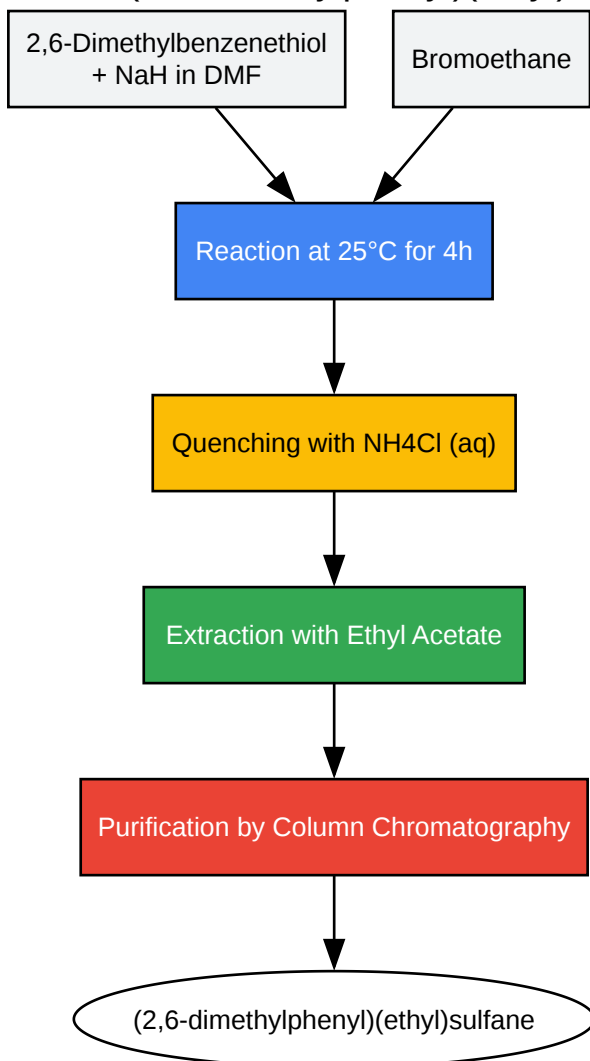 2,6-Dimethylbenzenethiol
+ NaH in DMF
Bromoethane
Reaction at 25°C for 4h
Quenching with NH4Cl (aq)
Extraction with Ethyl Acetate
Purification by Column Chromatography
(2,6-dimethylphenyl)(ethyl)sulfane